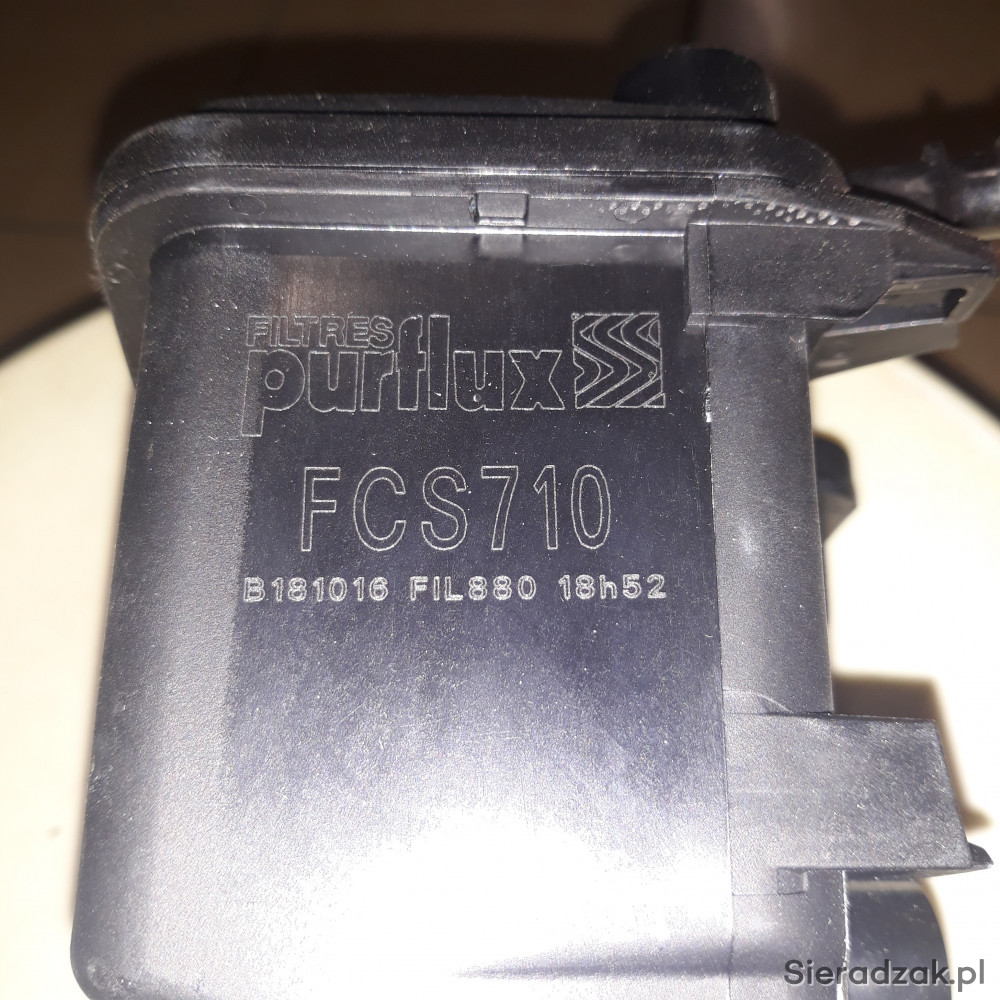 FILTRES
purflux
FCS710
B181016 FIL880 18h52
Sieradzak.pl